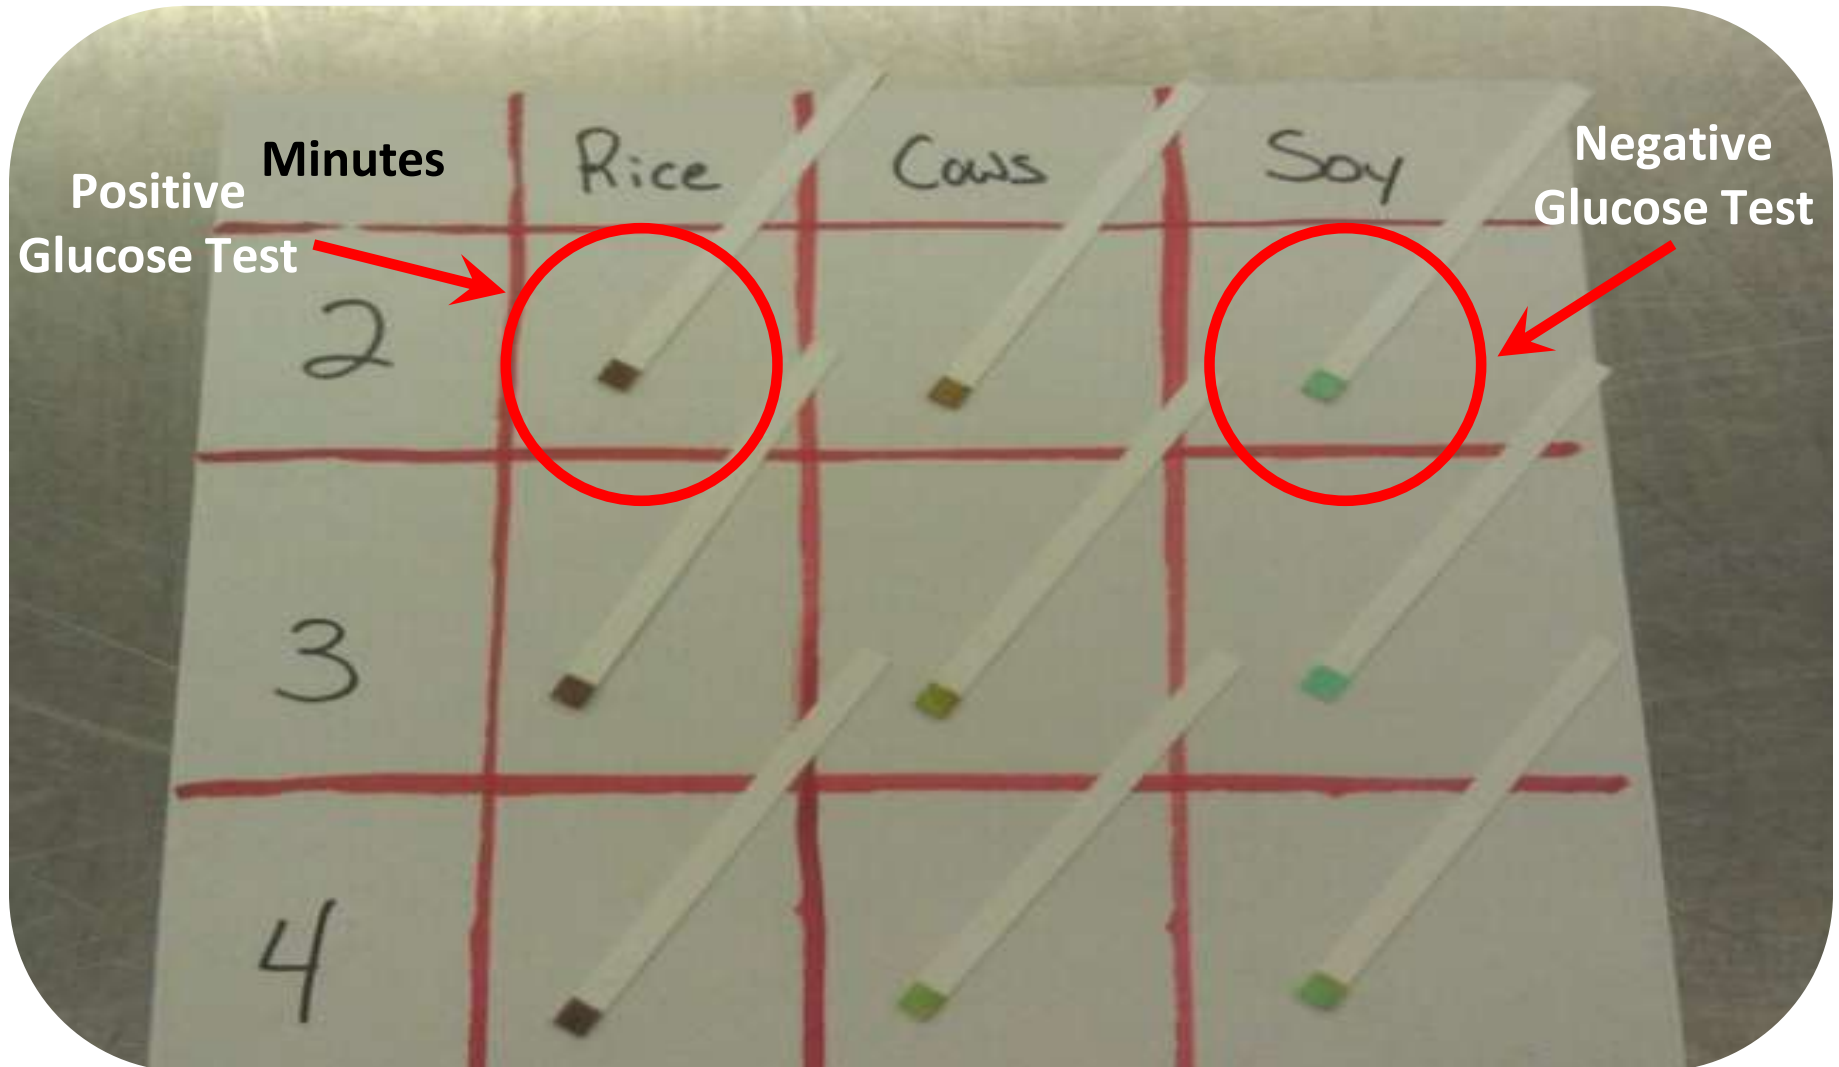 Minutes
Rice
Cows
Soy
Positive
Glucose Test
Negative
Glucose Test
2
3
4